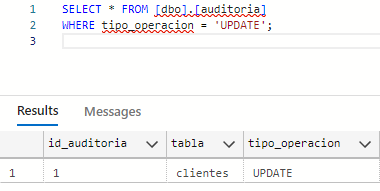 1 SELECT * FROM [dbo].[auditoria]
2 WHERE tipo_operacion = 'UPDATE';
3
Results Messages
id_auditoria tabla tipo_operacion
1 1 clientes UPDATE